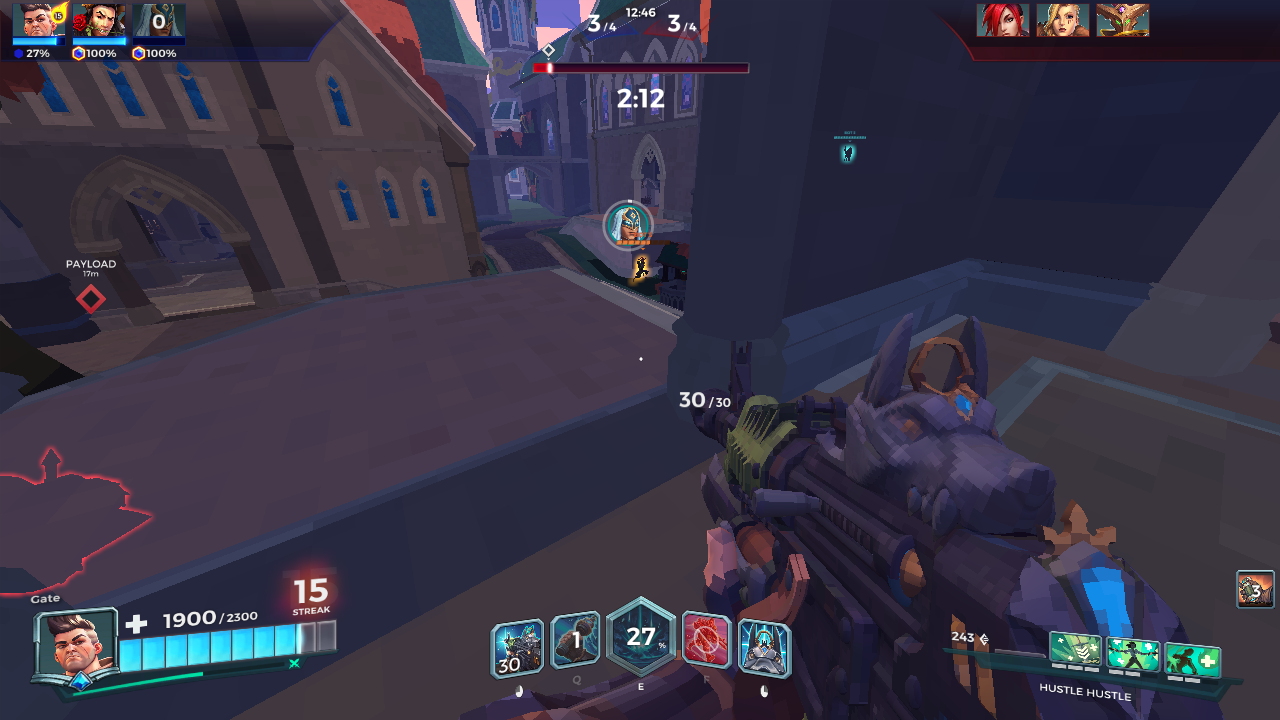 15
0
27%
100%
100%
12:46
3/4
3/4
2:12
PAYLOAD
17m
30/30
15
STREAK
Gate
1900/2300
30
1
Q
27%
E
F
243
HUSTLE HUSTLE
3